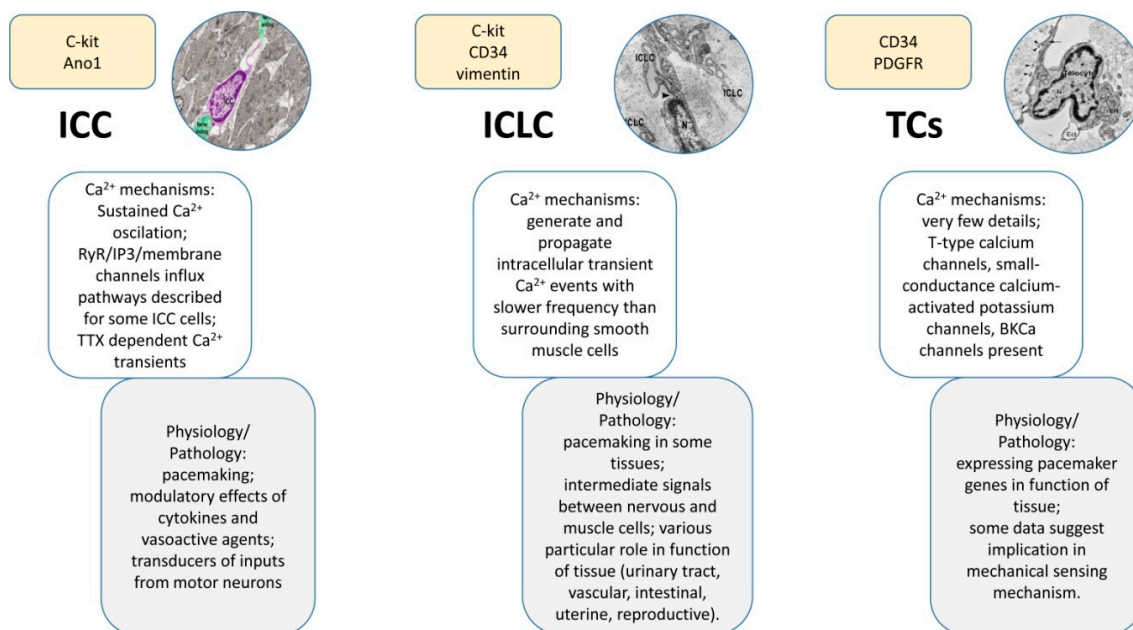 C-kit
Ano1
ICC
ICC
Ca²⁺ mechanisms:
Sustained Ca²⁺
oscilation;
RyR/IP3/membrane
channels influx
pathways described
for some ICC cells;
TTX dependent Ca²⁺
transients
Physiology/
Pathology:
pacemaking;
modulatory effects of
cytokines and
vasoactive agents;
transducers of inputs
from motor neurons
C-kit
CD34
vimentin
ICLC
ICLC
ICLC
N
ICLC
Ca²⁺ mechanisms:
generate and
propagate
intracellular transient
Ca²⁺ events with
slower frequency than
surrounding smooth
muscle cells
Physiology/
Pathology:
pacemaking in some
tissues;
intermediate signals
between nervous and
muscle cells; various
particular role in function
of tissue (urinary tract,
vascular, intestinal,
uterine, reproductive).
CD34
PDGFR
Telocyte
N
Ect
TCs
Ca²⁺ mechanisms:
very few details;
T-type calcium
channels, small-
conductance calcium-
activated potassium
channels, BKCa
channels present
Physiology/
Pathology:
expressing pacemaker
genes in function of
tissue;
some data suggest
implication in
mechanical sensing
mechanism.